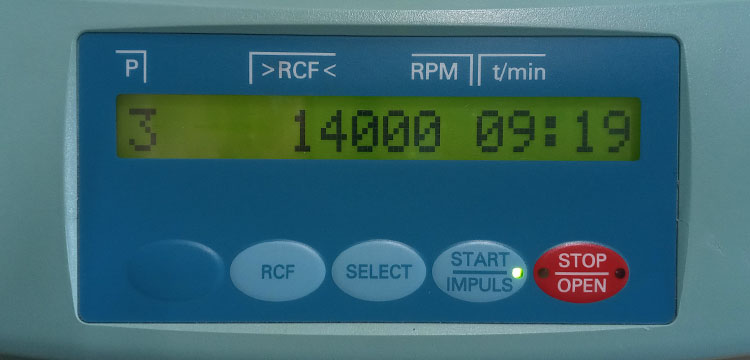 P >RCF< RPM t/min
3 14000 09:19
RCF SELECT START IMPULS STOP OPEN